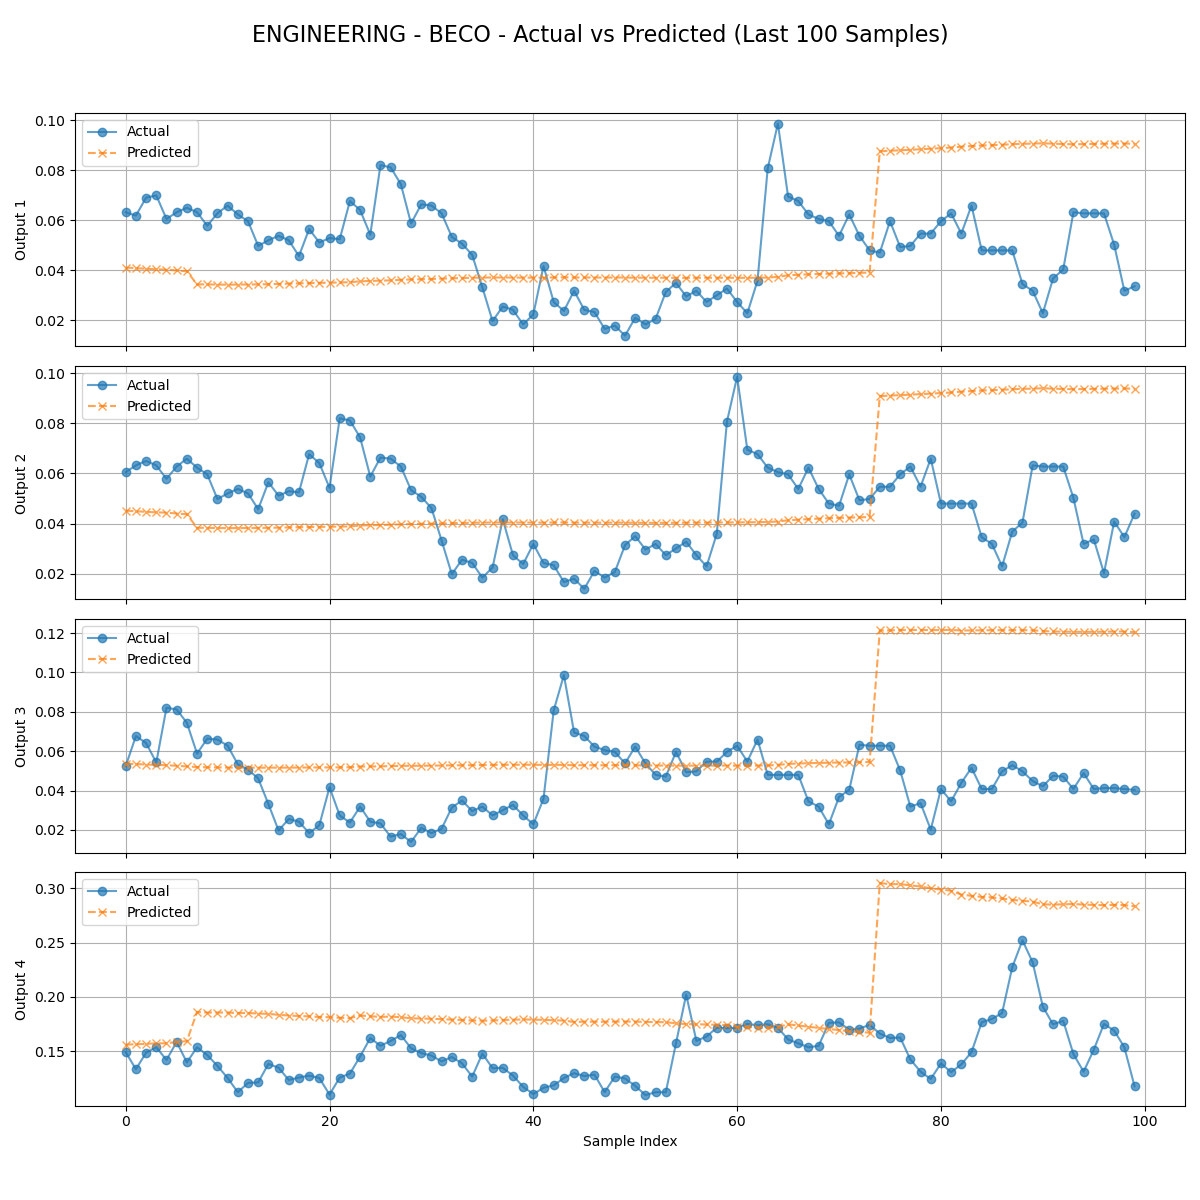 ENGINEERING - BECO - Actual vs Predicted (Last 100 Samples)
Output 1
0.10
0.08
0.06
0.04
0.02
Actual
Predicted
Output 2
0.10
0.08
0.06
0.04
0.02
Actual
Predicted
Output 3
0.12
0.10
0.08
0.06
0.04
0.02
Actual
Predicted
Output 4
0.30
0.25
0.20
0.15
Actual
Predicted
0 20 40 60 80 100
Sample Index